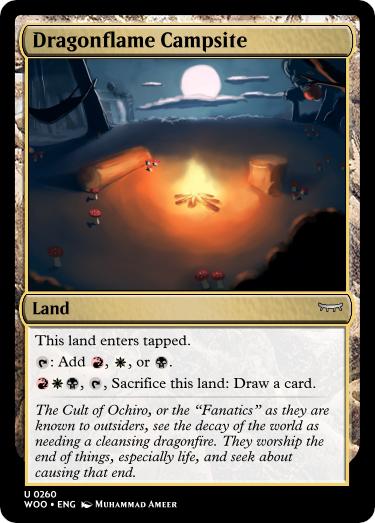 Dragonflame Campsite
Land
This land enters tapped.
: Add , , or .
, , Sacrifice this land: Draw a card.
The Cult of Ochiro, or the “Fanatics” as they are
known to outsiders, see the decay of the world as
needing a cleansing dragonfire. They worship the
end of things, especially life, and seek about
causing that end.
U 0260
WOO • ENG Muhammad Ameer